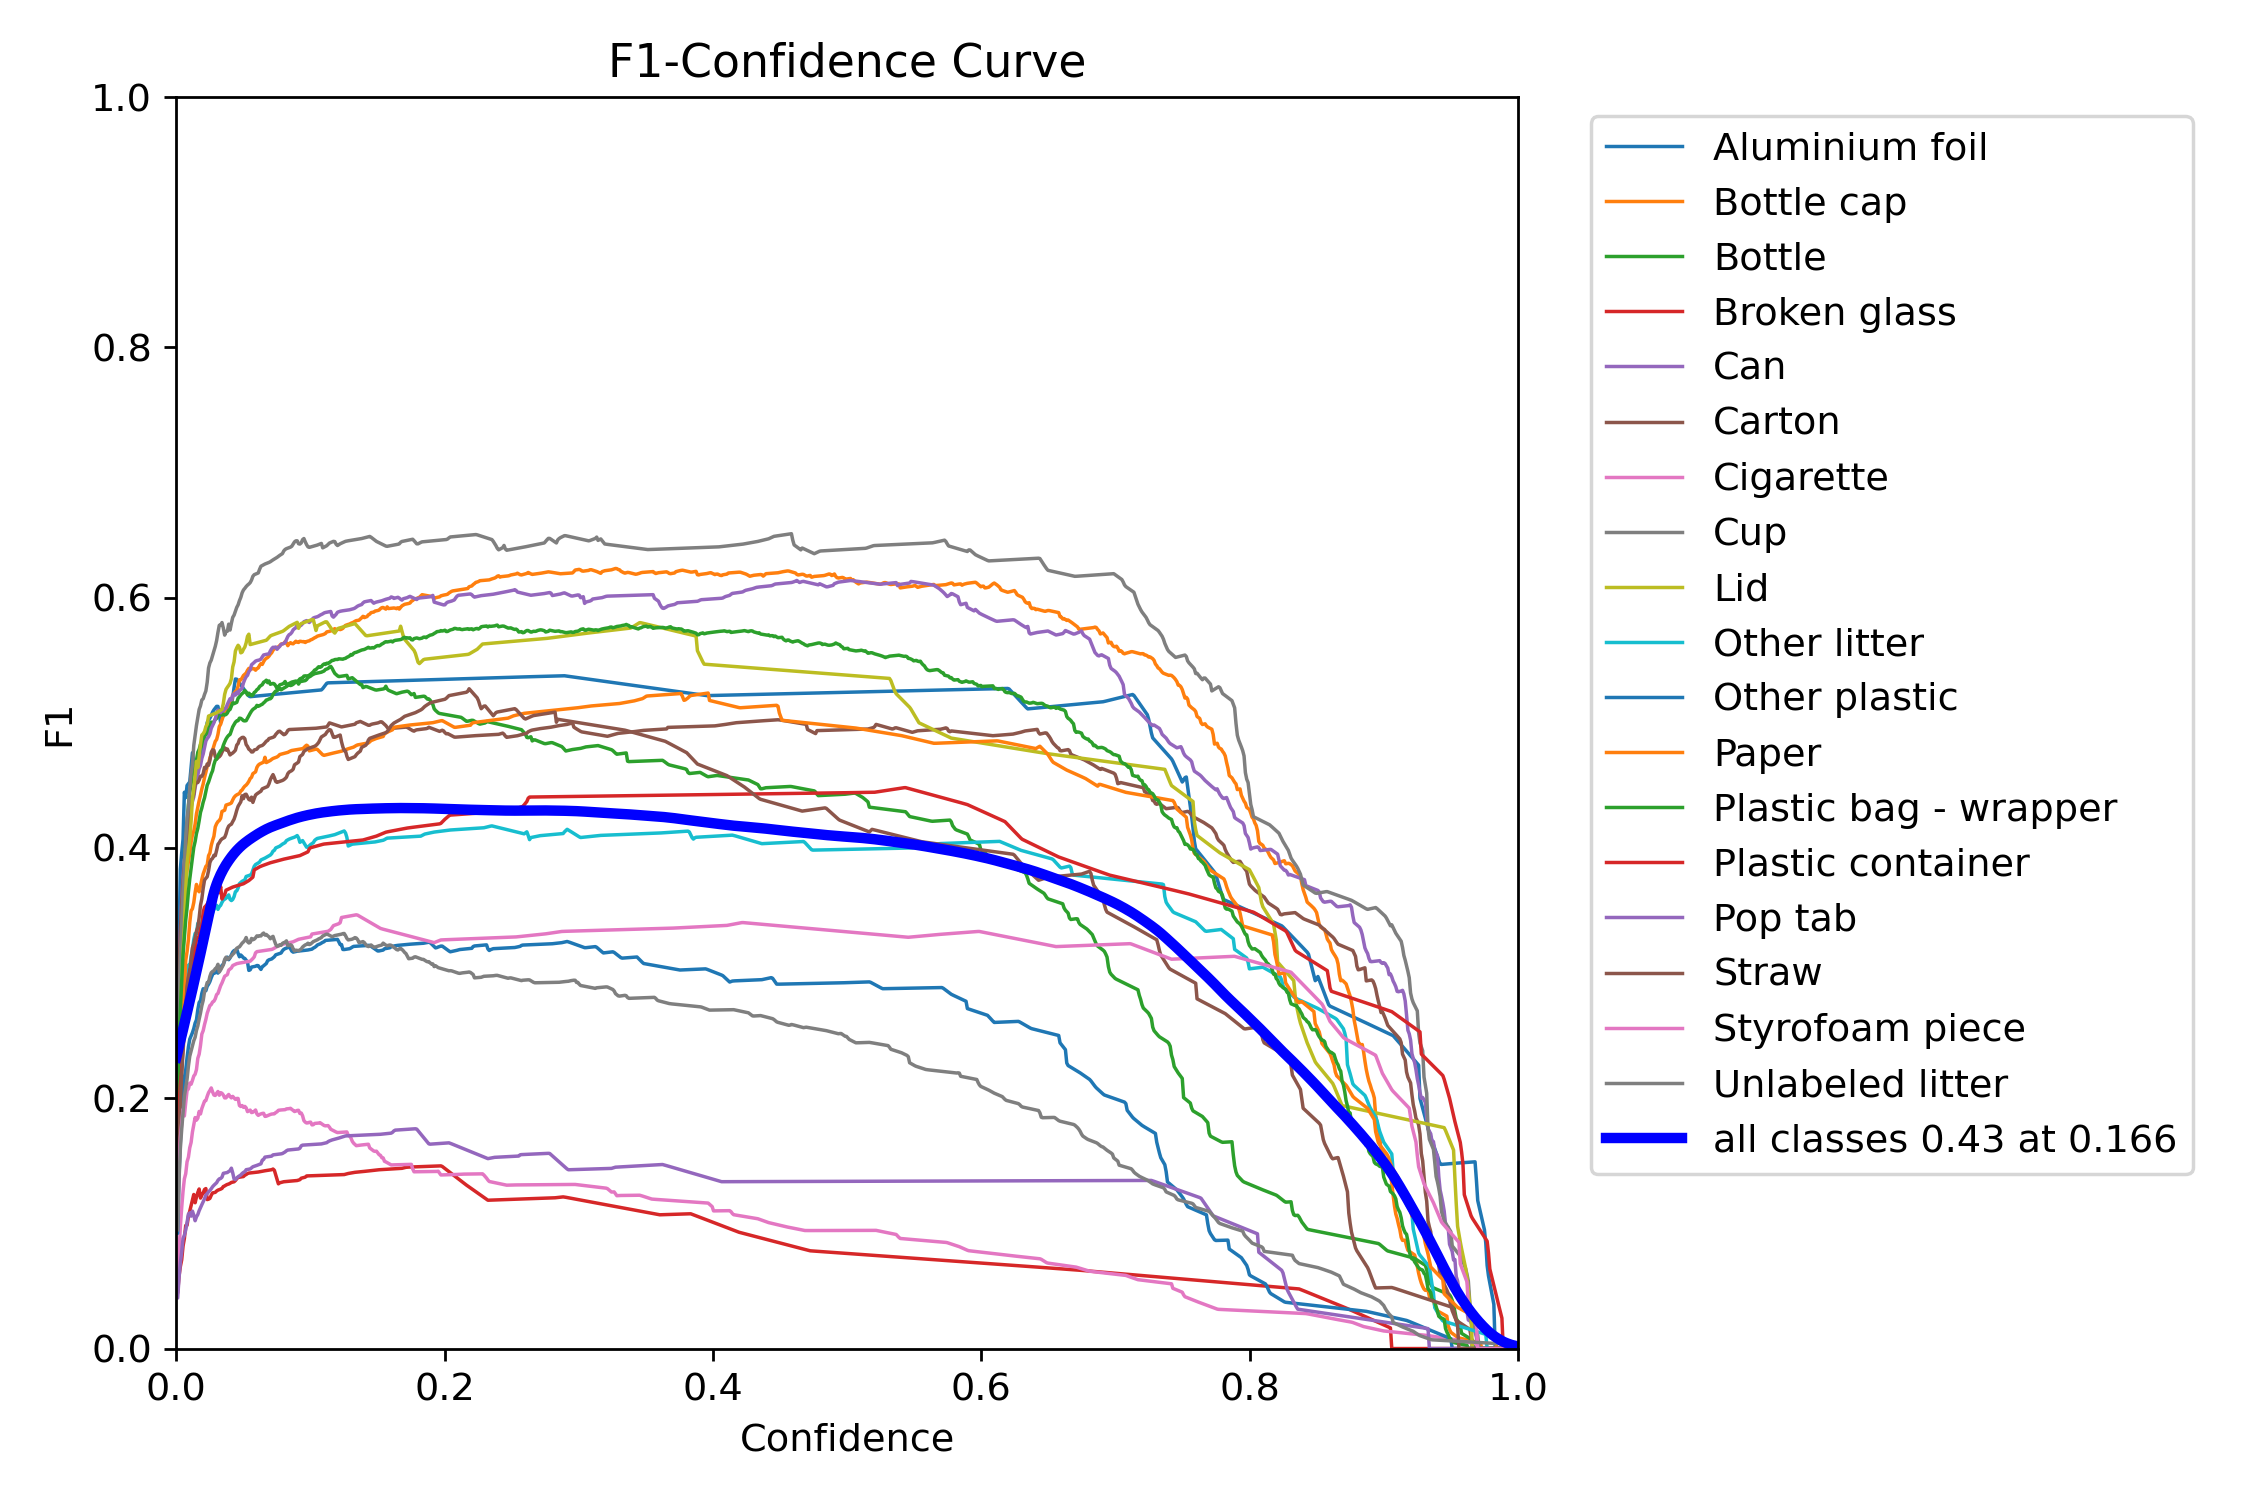 F1-Confidence Curve
1.0
0.8
0.6
0.4
0.2
0.0
F1
0.0 0.2 0.4 0.6 0.8 1.0
Confidence
Aluminium foil
Bottle cap
Bottle
Broken glass
Can
Carton
Cigarette
Cup
Lid
Other litter
Other plastic
Paper
Plastic bag - wrapper
Plastic container
Pop tab
Straw
Styrofoam piece
Unlabeled litter
all classes 0.43 at 0.166